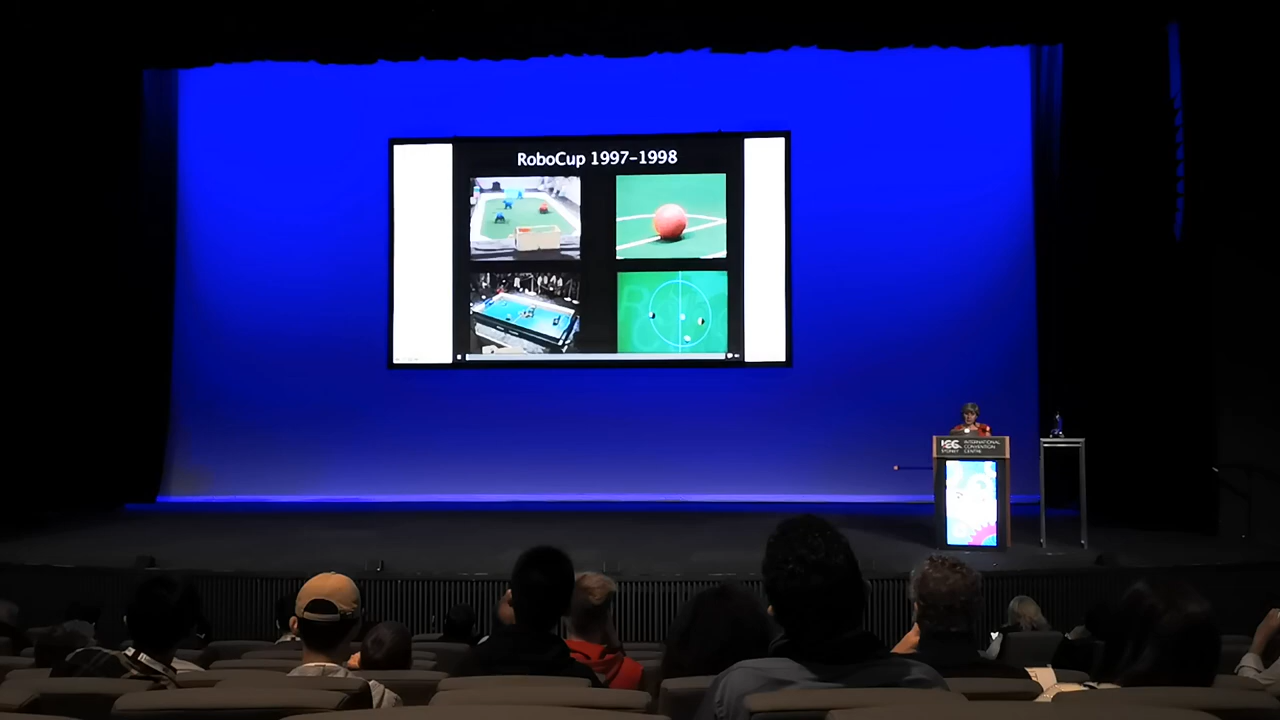 RoboCup 1997-1998
ICC
SYDNEY
INTERNATIONAL
CONVENTION
CENTRE